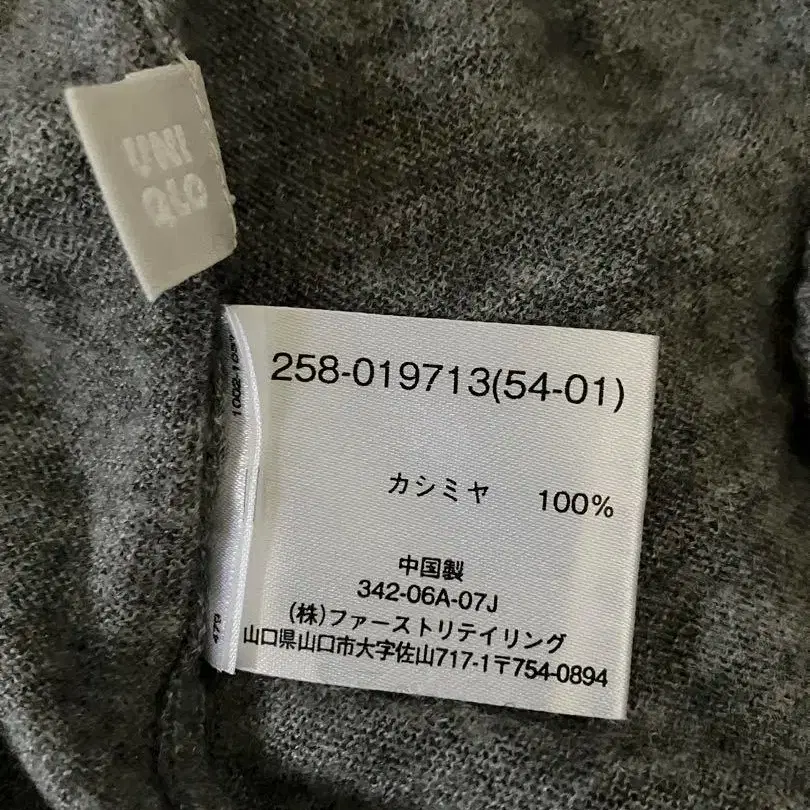 UNI
QLO
258-019713(54-01)
カシミヤ 100%
中国製
342-06A-07J
(株)ファーストリテイリング
山口県山口市大字佐山717-1〒754-0894
479